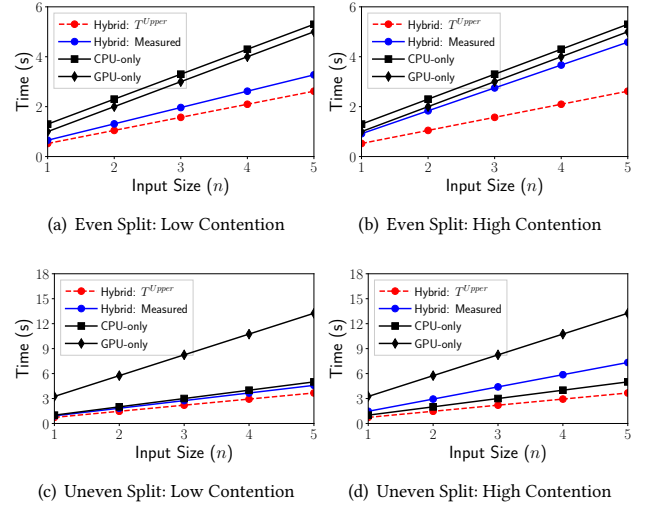 6
4
2
0
Time (s)
Hybrid: T^Upper
Hybrid: Measured
CPU-only
GPU-only
1 2 3 4 5
Input Size (n)
(a) Even Split: Low Contention
6
4
2
0
Time (s)
Hybrid: T^Upper
Hybrid: Measured
CPU-only
GPU-only
1 2 3 4 5
Input Size (n)
(b) Even Split: High Contention
18
15
12
9
6
3
0
Time (s)
Hybrid: T^Upper
Hybrid: Measured
CPU-only
GPU-only
1 2 3 4 5
Input Size (n)
(c) Uneven Split: Low Contention
18
15
12
9
6
3
0
Time (s)
Hybrid: T^Upper
Hybrid: Measured
CPU-only
GPU-only
1 2 3 4 5
Input Size (n)
(d) Uneven Split: High Contention